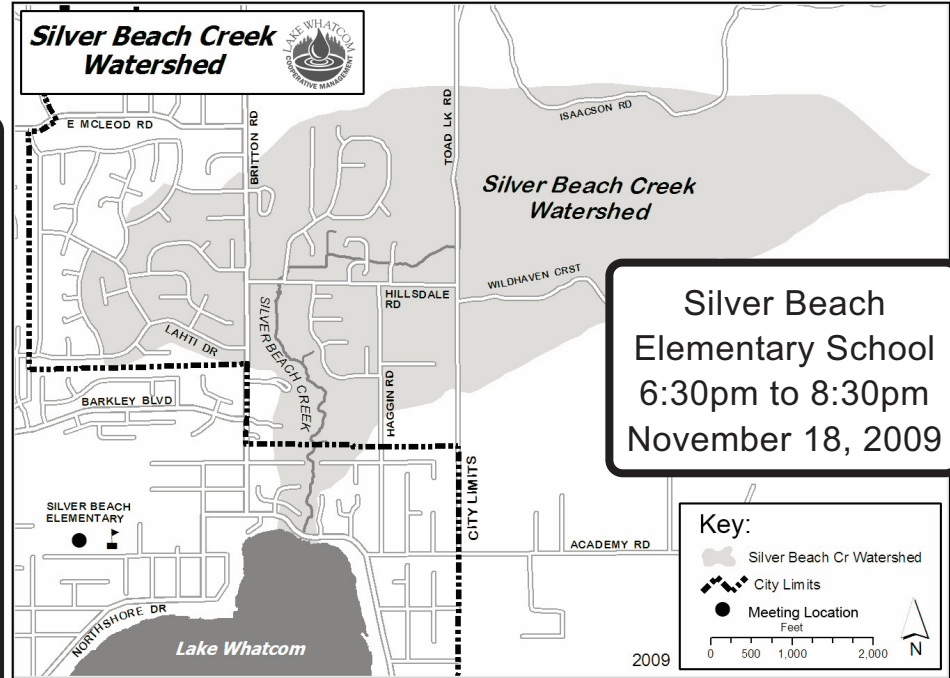 Silver Beach Creek
Watershed
LAKE WHATCOM
COOPERATIVE MANAGEMENT
E MCLEOD RD
BRITTON RD
TOAD LK RD
ISAACSON RD
Silver Beach Creek
Watershed
WILDHAVEN CRST
HILLSDALE
RD
SILVER BEACH CREEK
LAHTI DR
HAGGIN RD
BARKLEY BLVD
Silver Beach
Elementary School
6:30pm to 8:30pm
November 18, 2009
SILVER BEACH
ELEMENTARY
CITY LIMITS
ACADEMY RD
NORTHSHORE DR
Lake Whatcom
2009
Key:
Silver Beach Cr Watershed
City Limits
Meeting Location
Feet
0 500 1,000 2,000
N